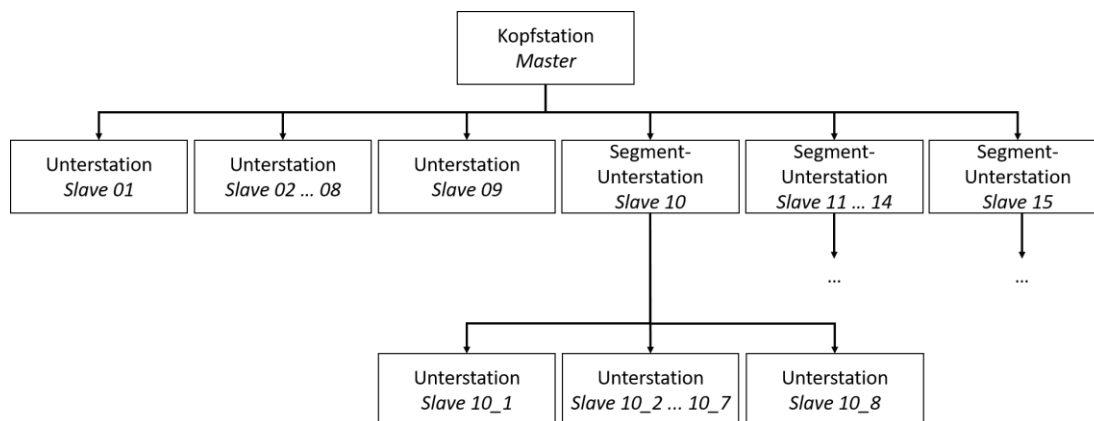 Kopfstation
Master
Unterstation
Slave 01
Unterstation
Slave 02 ... 08
Unterstation
Slave 09
Segment-
Unterstation
Slave 10
Segment-
Unterstation
Slave 11 ... 14
Segment-
Unterstation
Slave 15
...
...
Unterstation
Slave 10_1
Unterstation
Slave 10_2 ... 10_7
Unterstation
Slave 10_8